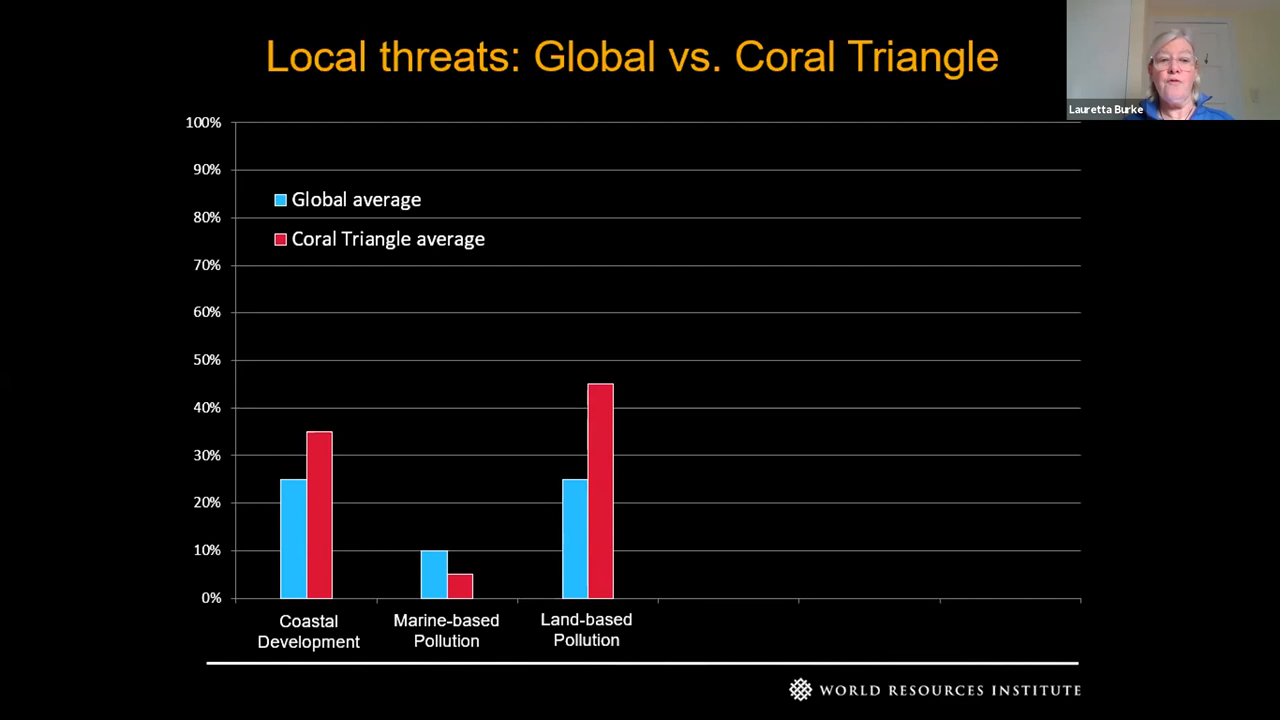 Local threats: Global vs. Coral Triangle
Lauretta Burke
100%
90%
80%
70%
60%
50%
40%
30%
20%
10%
0%
Global average
Coral Triangle average
Coastal
Development
Marine-based
Pollution
Land-based
Pollution
WORLD RESOURCES INSTITUTE